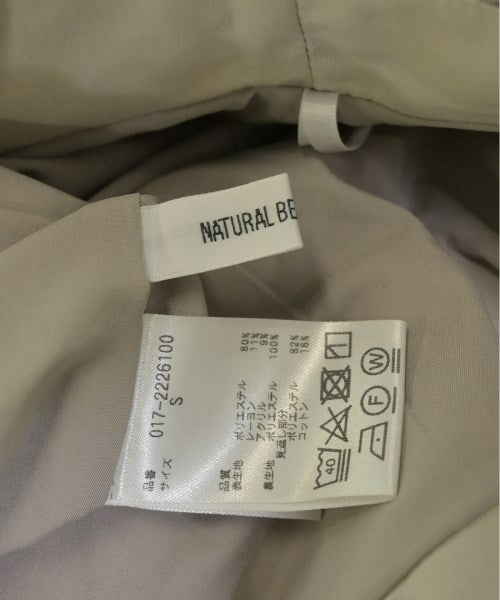 NATURAL BE
品番 017-2226100
サイズ S
品質
表生地 ポリエステル 80%
レーヨン 11%
アクリル 9%
裏生地 ポリエステル 100%
見返し部分
ポリエステル 82%
コットン 18%
40
F W